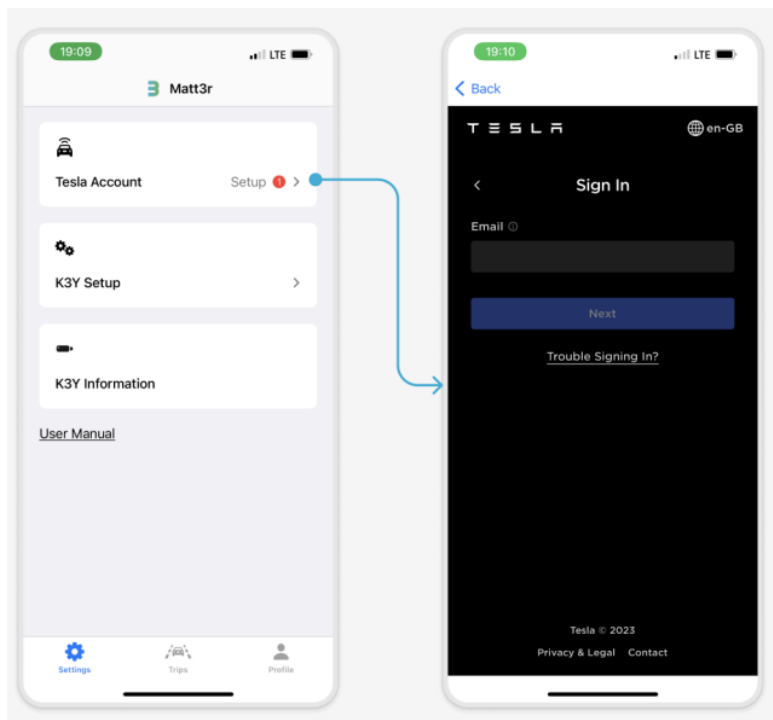 19:09 LTE
Matt3r
Tesla Account Setup 1
K3Y Setup
K3Y Information
User Manual
Settings Trips Profile
19:10 LTE
Back
TESLA en-GB
Sign In
Email
Next
Trouble Signing In?
Tesla © 2023
Privacy & Legal Contact